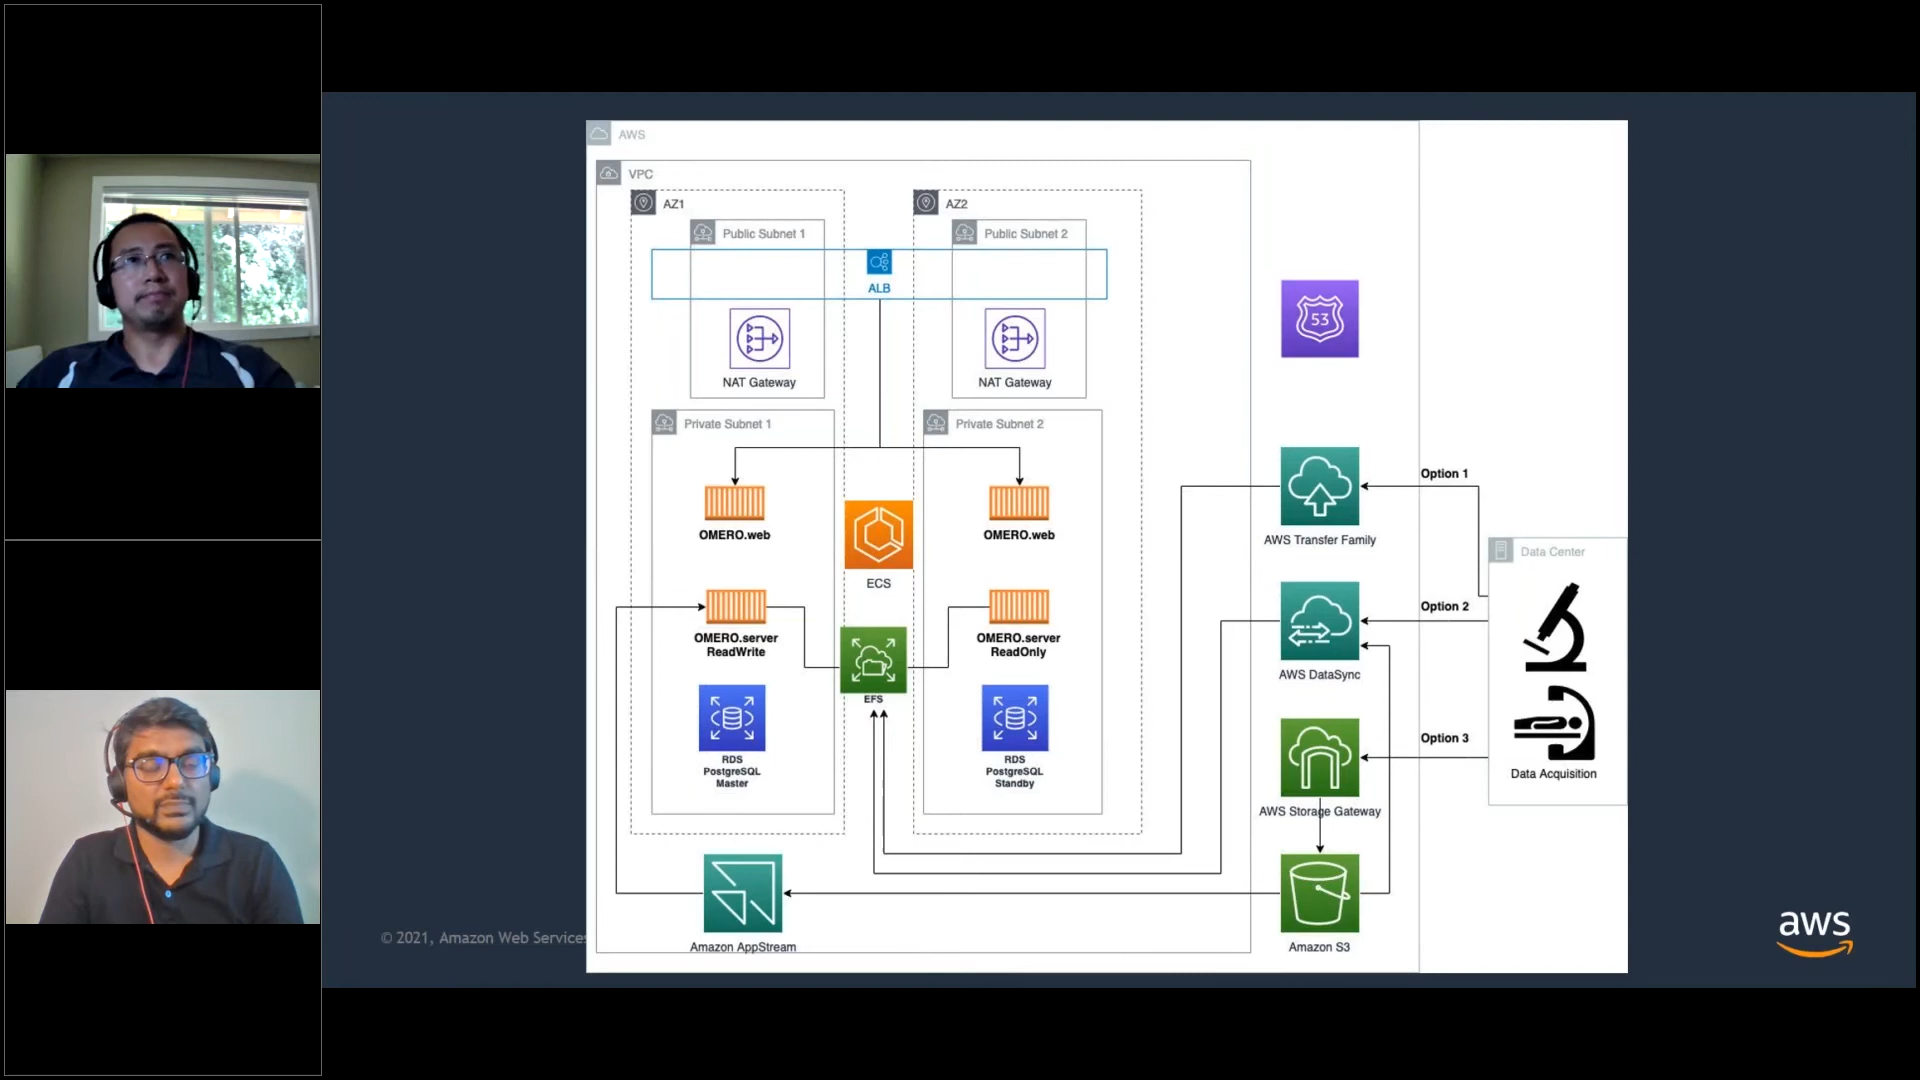 AWS
VPC
AZ1
AZ2
Public Subnet 1
Public Subnet 2
ALB
53
NAT Gateway
NAT Gateway
Private Subnet 1
Private Subnet 2
OMERO.web
OMERO.web
ECS
OMERO.server
ReadWrite
OMERO.server
ReadOnly
EFS
RDS
PostgreSQL
Master
RDS
PostgreSQL
Standby
Option 1
AWS Transfer Family
Data Center
Option 2
AWS DataSync
Option 3
Data Acquisition
AWS Storage Gateway
Amazon AppStream
Amazon S3
© 2021, Amazon Web Services
aws